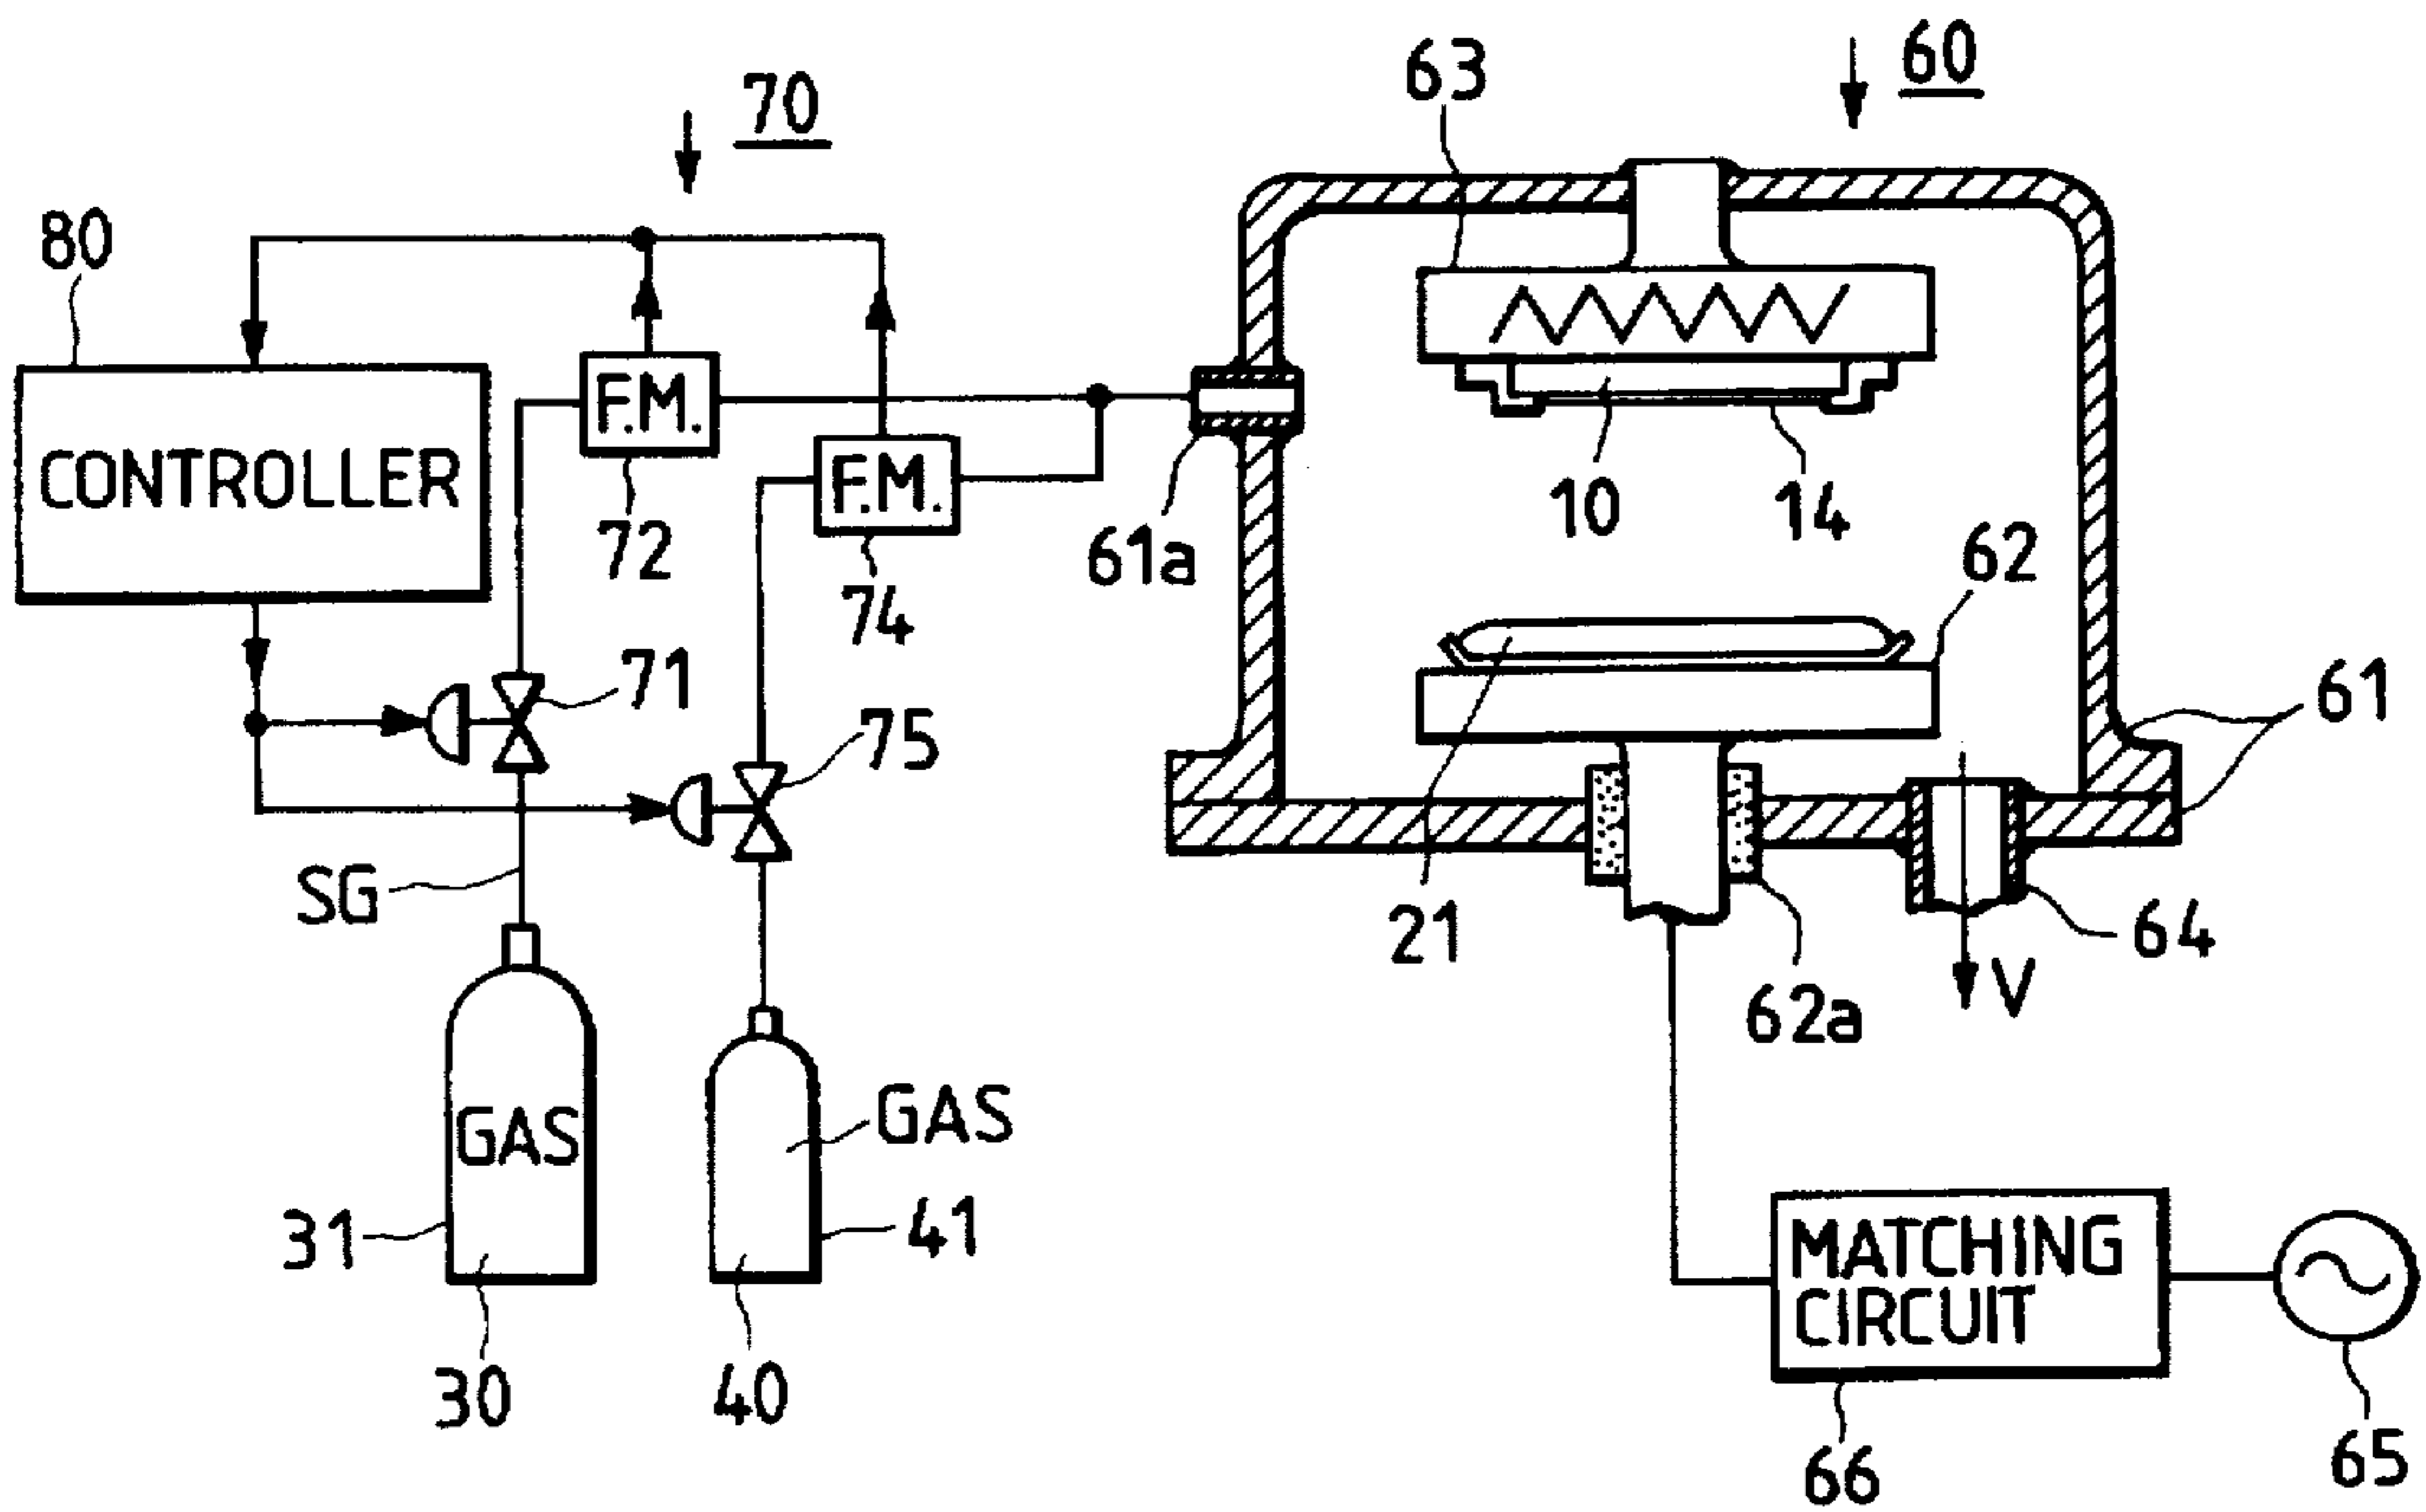 63
60
70
80
F.M.
CONTROLLER
F.M.
10
14
72
61a
62
74
71
61
75
SG
21
64
V
62a
GAS
GAS
31
41
MATCHING
CIRCUIT
30
40
66
65